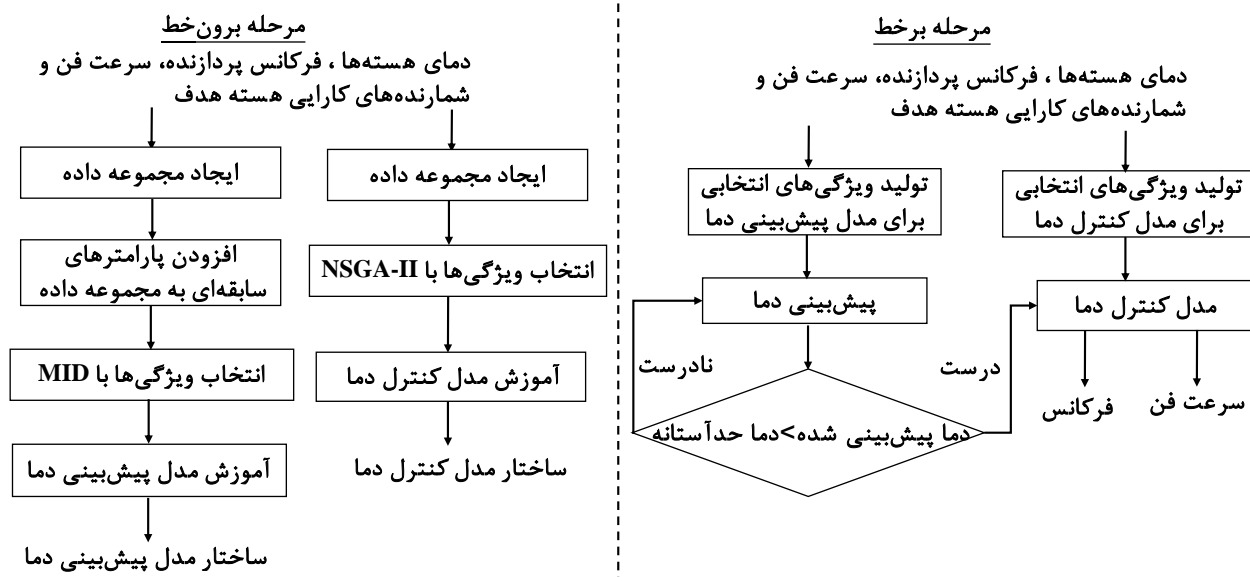 مرحله برون‌خط
دمای هسته‌ها ، فرکانس پردازنده، سرعت فن و
شمارنده‌های کارایی هسته هدف
ایجاد مجموعه داده
افزودن پارامترهای
سابقه‌ای به مجموعه داده
انتخاب ویژگی‌ها با MID
آموزش مدل پیش‌بینی دما
ساختار مدل پیش‌بینی دما
ایجاد مجموعه داده
انتخاب ویژگی‌ها با NSGA-II
آموزش مدل کنترل دما
ساختار مدل کنترل دما
مرحله برخط
دمای هسته‌ها ، فرکانس پردازنده، سرعت فن و
شمارنده‌های کارایی هسته هدف
تولید ویژگی‌های انتخابی
برای مدل پیش‌بینی دما
پیش‌بینی دما
نادرست
دما پیش‌بینی شده>دما حدآستانه
درست
تولید ویژگی‌های انتخابی
برای مدل کنترل دما
مدل کنترل دما
فرکانس
سرعت فن